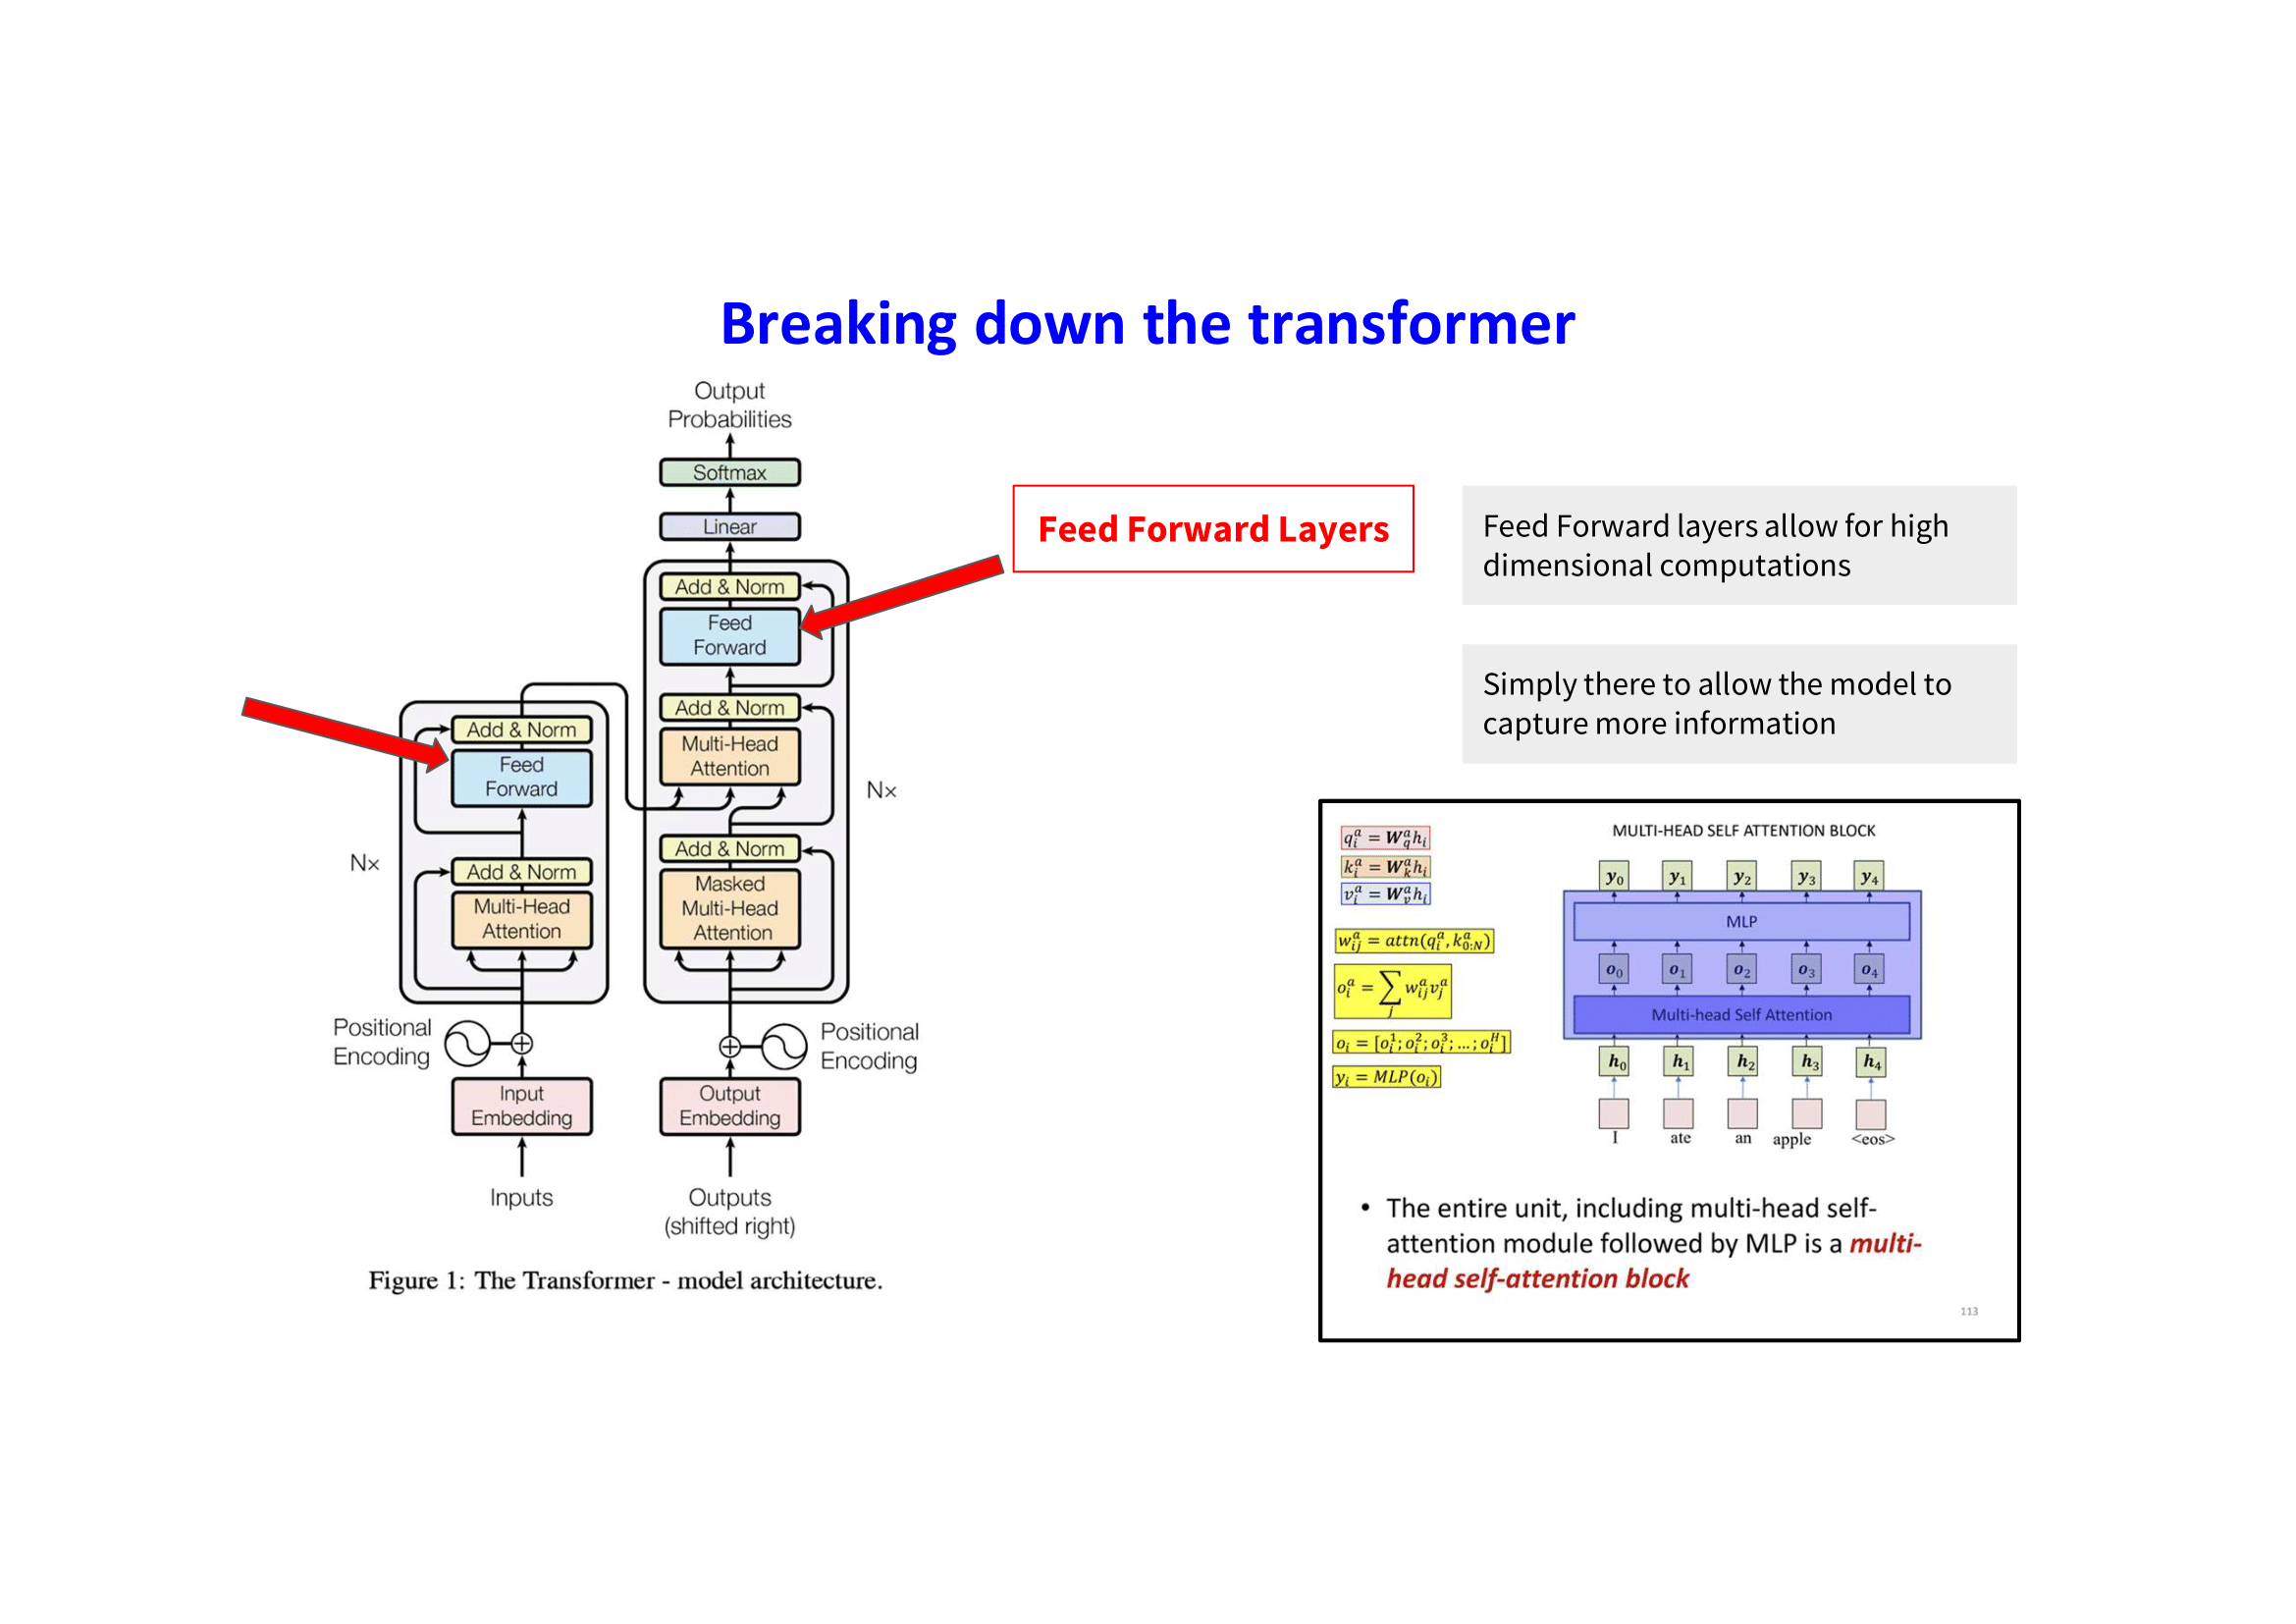 Breaking down the transformer
Output
Probabilities
Softmax
Linear
Add & Norm
Feed
Forward
Add & Norm
Multi-Head
Attention
Nx
Add & Norm
Masked
Multi-Head
Attention
Add & Norm
Feed
Forward
Nx
Add & Norm
Multi-Head
Attention
Positional
Encoding
Positional
Encoding
Input
Embedding
Output
Embedding
Inputs
Outputs
(shifted right)
Figure 1: The Transformer - model architecture.
Feed Forward Layers
Feed Forward layers allow for high
dimensional computations
Simply there to allow the model to
capture more information
q_i^a = W_q^a h_i
k_i^a = W_k^a h_i
v_i^a = W_v^a h_i
w_{ij}^a = attn(q_i^a, k_{0:N}^a)
o_i^a = ∑_j w_{ij}^a v_j^a
o_i = [o_i^1; o_i^2; o_i^3; …; o_i^H]
y_i = MLP(o_i)
MULTI-HEAD SELF ATTENTION BLOCK
y_0 y_1 y_2 y_3 y_4
MLP
o_0 o_1 o_2 o_3 o_4
Multi-head Self Attention
h_0 h_1 h_2 h_3 h_4
I ate an apple <eos>
• The entire unit, including multi-head self-
attention module followed by MLP is a multi-
head self-attention block
113